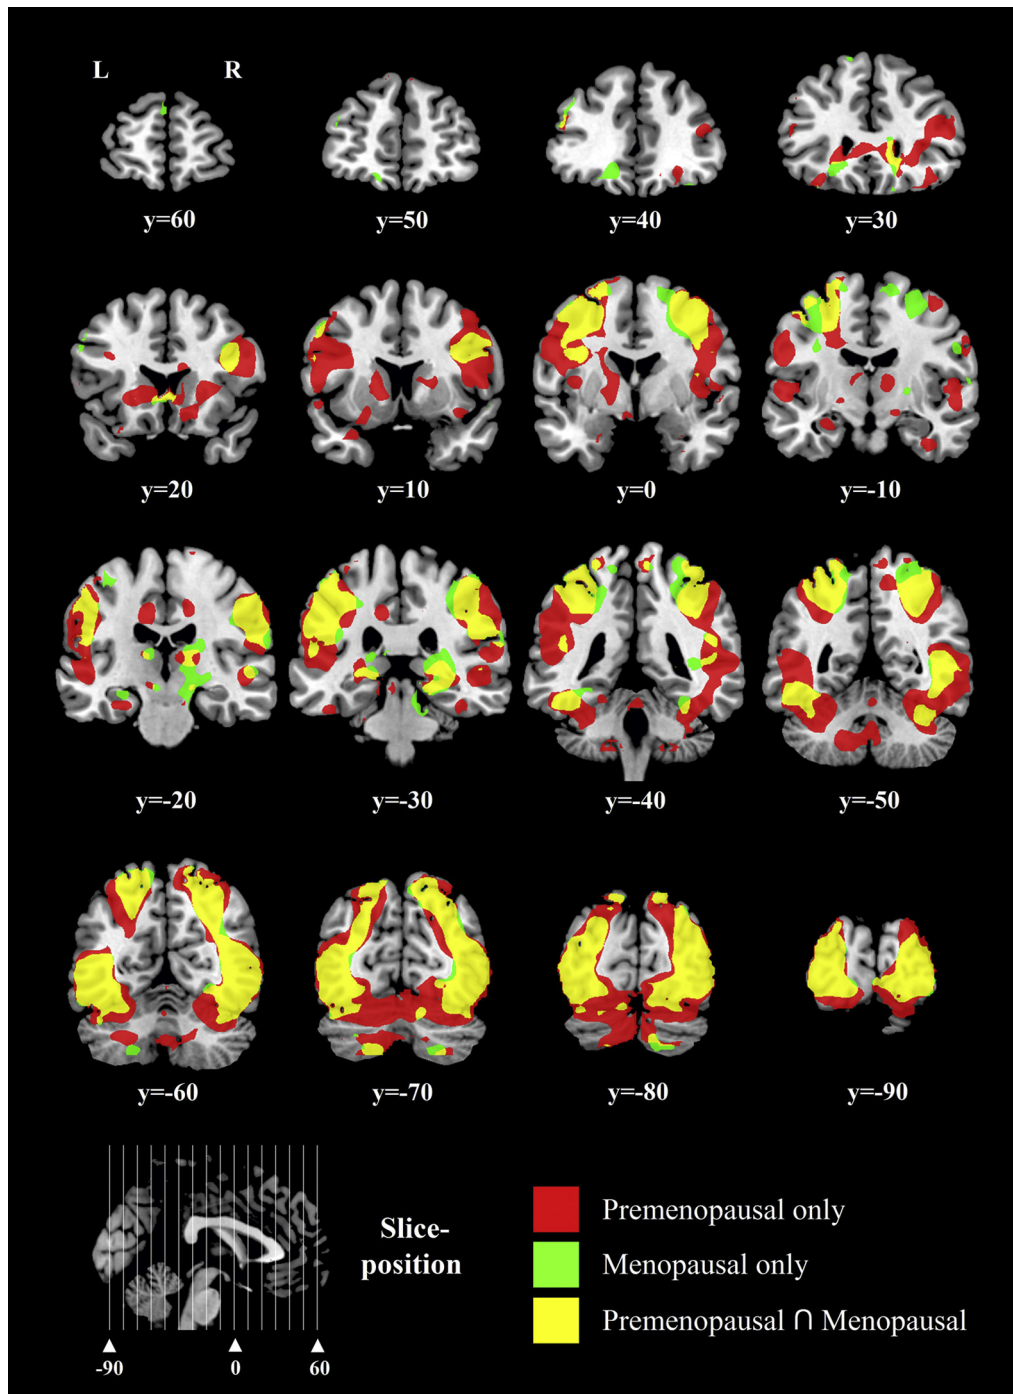 L R
y=60 y=50 y=40 y=30
y=20 y=10 y=0 y=-10
y=-20 y=-30 y=-40 y=-50
y=-60 y=-70 y=-80 y=-90
Slice-
position
-90 0 60
Premenopausal only
Menopausal only
Premenopausal ∩ Menopausal